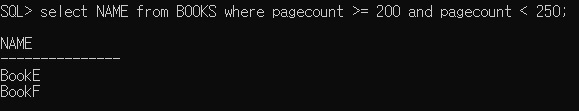 SQL> select NAME from BOOKS where pagecount >= 200 and pagecount < 250;
NAME
---------------
BookE
BookF